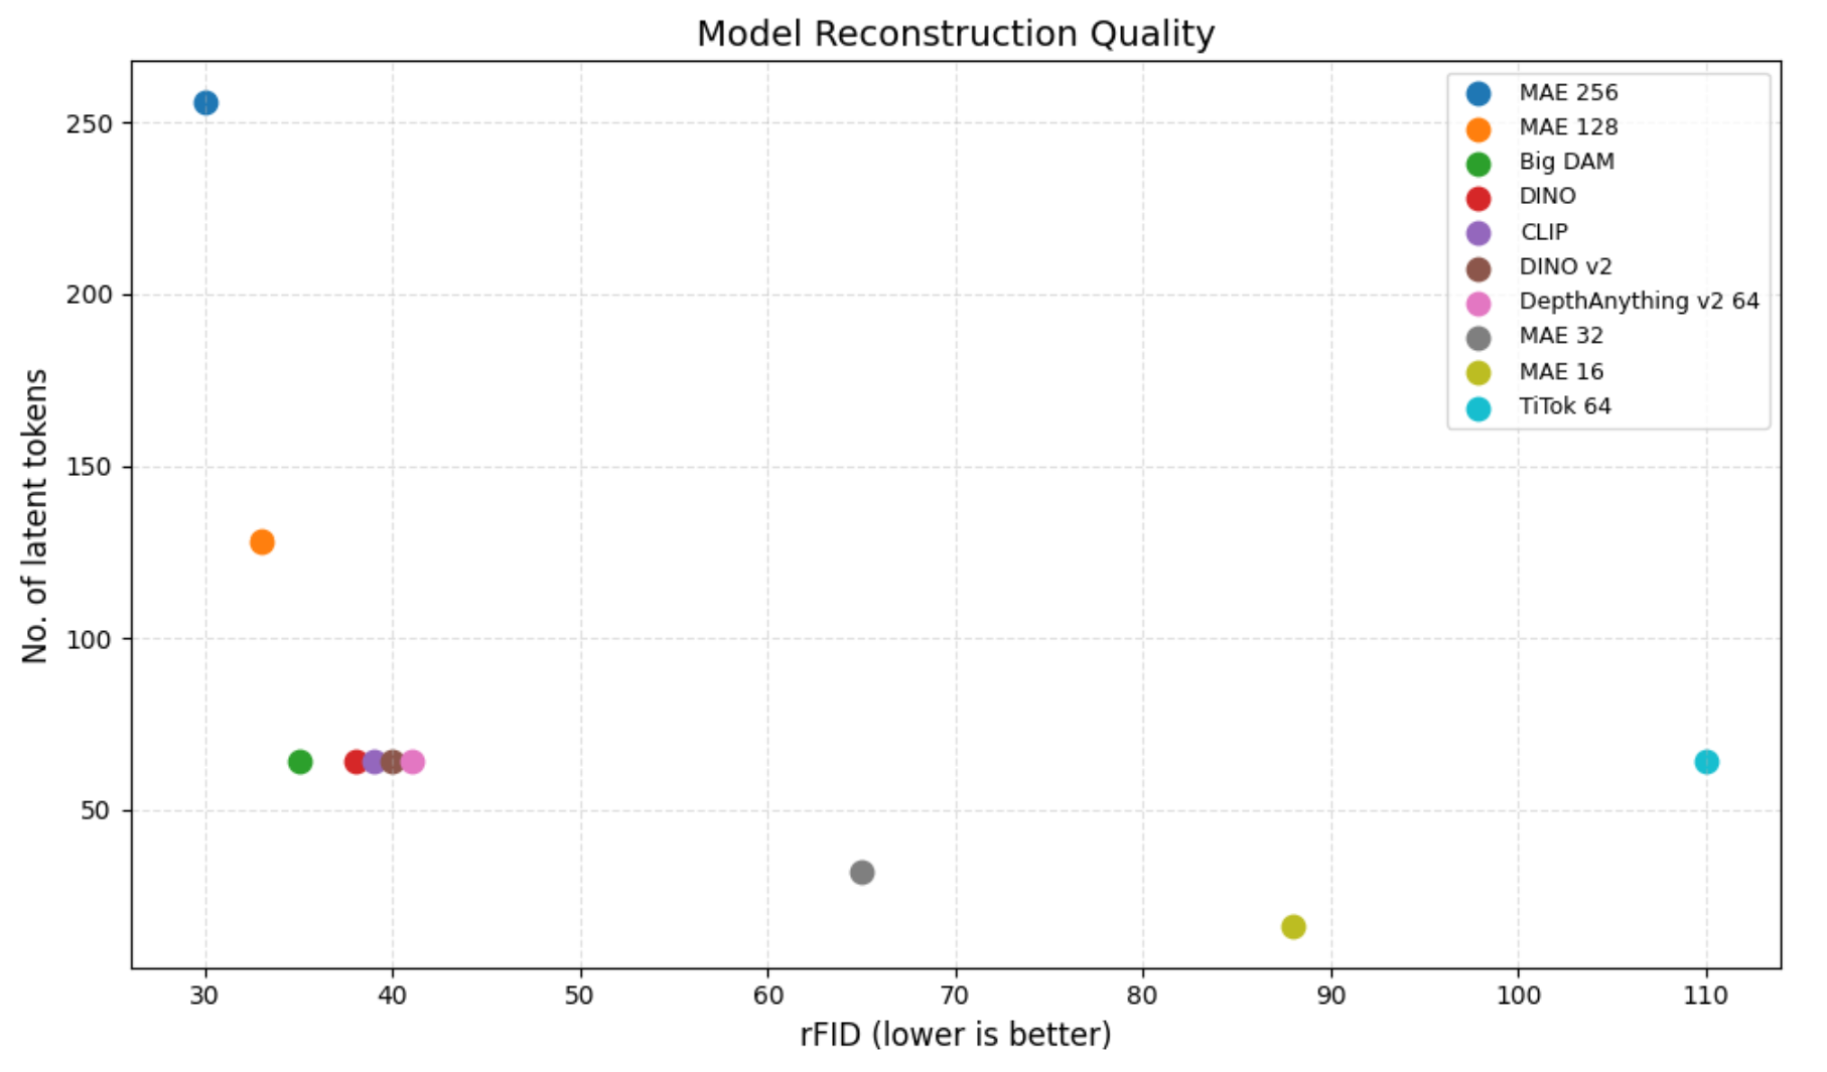 Model Reconstruction Quality
MAE 256
MAE 128
Big DAM
DINO
CLIP
DINO v2
DepthAnything v2 64
MAE 32
MAE 16
TiTok 64
No. of latent tokens
250
200
150
100
50
30 40 50 60 70 80 90 100 110
rFID (lower is better)